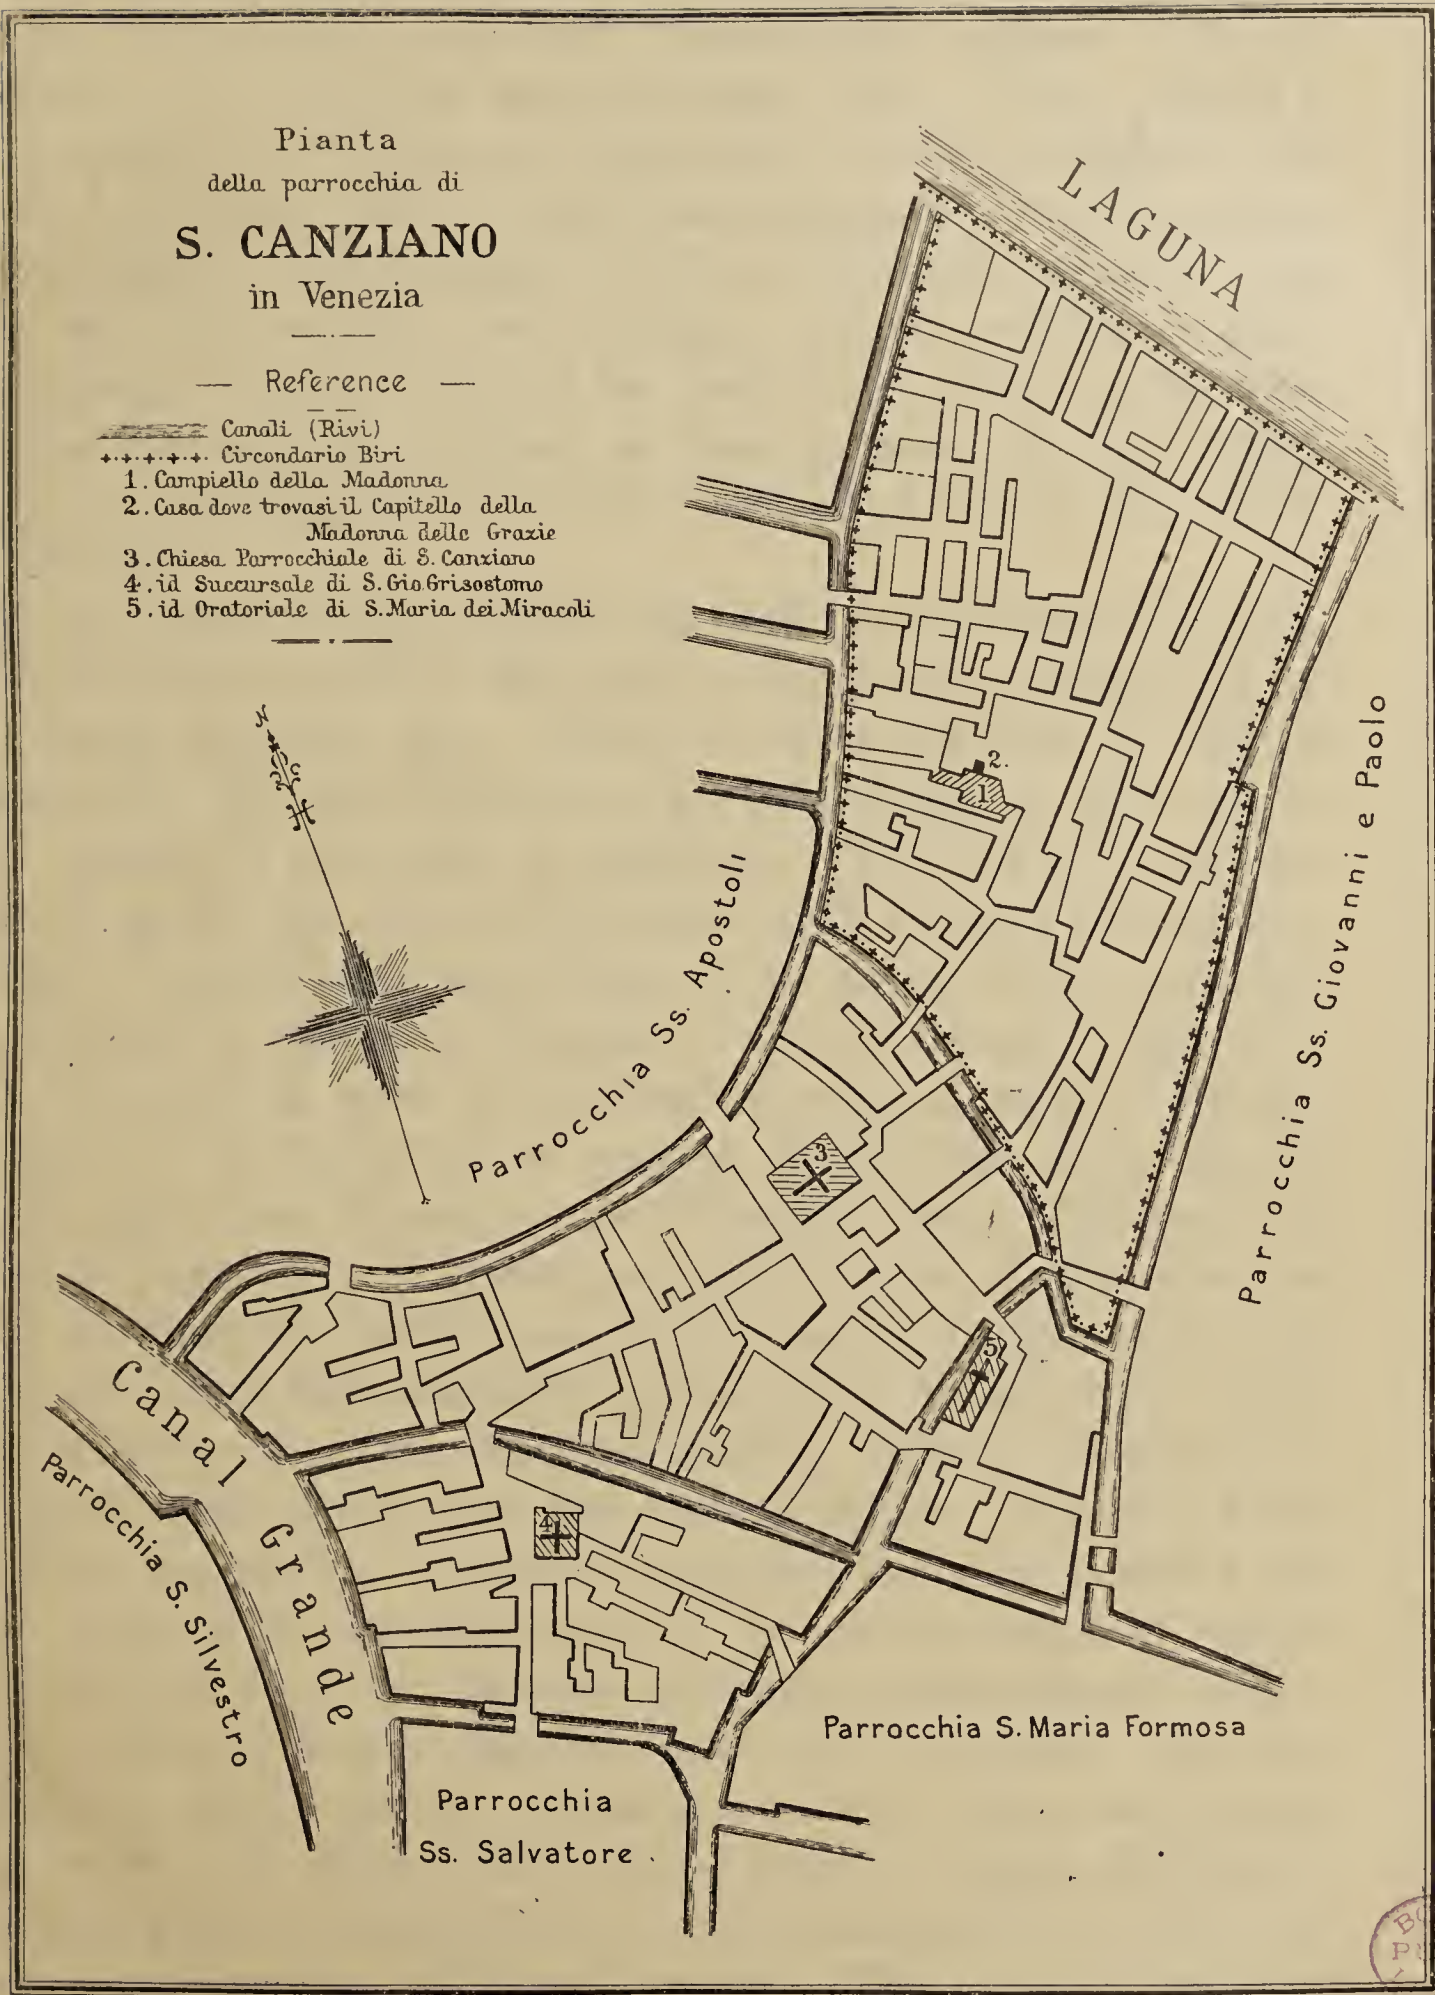 Pianta
della parrocchia di
S. CANZIANO
in Venezia
— Reference —
Canali (Rivi)
Circondario Biri
1. Campiello della Madonna
2. Casa dove trovasi il Capitello della
Madonna delle Grazie
3. Chiesa Parrocchiale di S. Canziano
4. id Succursale di S. Gio. Grisostomo
5. id Oratoriale di S. Maria dei Miracoli
LAGUNA
N
2.
1
Parrocchia Ss. Giovanni e Paolo
Parrocchia Ss. Apostoli
3
5
Canal Grande
4
Parrocchia S. Silvestro
Parrocchia S. Maria Formosa
Parrocchia
Ss. Salvatore